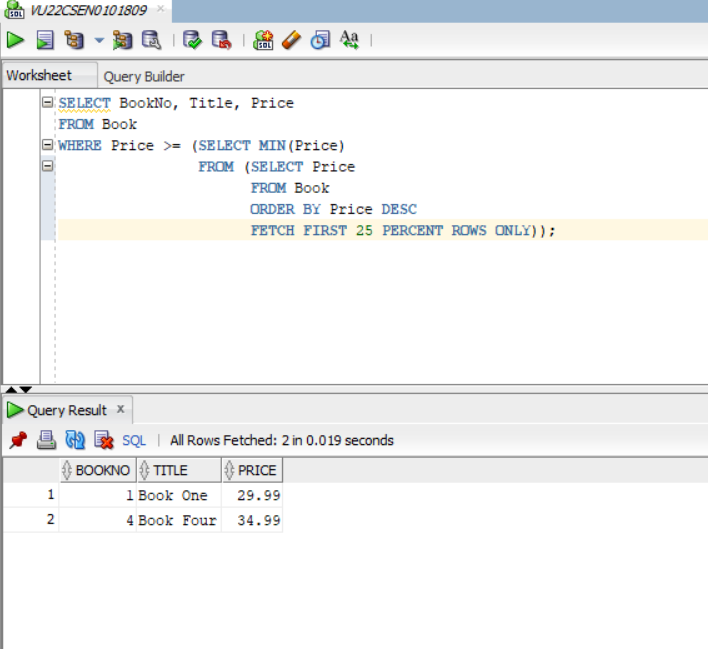 VU22CSEN0101809
Worksheet Query Builder
SELECT BookNo, Title, Price
FROM Book
WHERE Price >= (SELECT MIN(Price)
FROM (SELECT Price
FROM Book
ORDER BY Price DESC
FETCH FIRST 25 PERCENT ROWS ONLY));
Query Result x
SQL | All Rows Fetched: 2 in 0.019 seconds
BOOKNO TITLE PRICE
1 1 Book One 29.99
2 4 Book Four 34.99